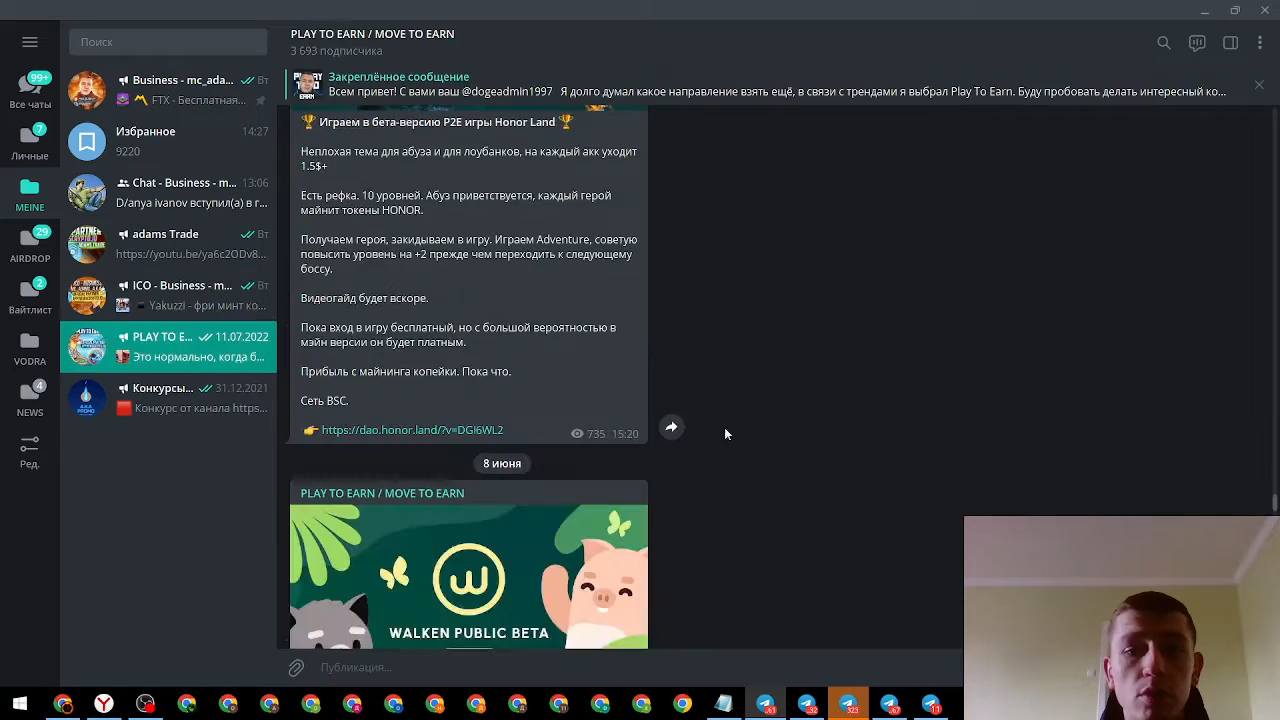 Поиск
PLAY TO EARN / MOVE TO EARN
3 693 подписчика
Закреплённое сообщение
Всем привет! С вами ваш @dogeadmin1997 Я долго думал какое направление взять ещё, в связи с трендами я выбрал Play To Earn. Буду пробовать делать интересный ко...
99+
Все чаты
7
Личные
MEINE
29
AIRDROP
2
Вайтлист
VODRA
4
NEWS
Ред.
Business - mc_ada... Вт
FTX - Бесплатная...
Избранное 14:27
9220
Chat - Business - m... 13:06
D/anya ivanov вступил(а) в г...
adams Trade Вт
https://youtu.be/ya6c2ODv8...
ICO - Business - m... Вт
Yakuzzi - фри минт ко...
PLAY TO E... 11.07.2022
Это нормально, когда б...
Конкурсы... 31.12.2021
Конкурс от канала https...
🏆 Играем в бета-версию P2E игры Honor Land 🏆
Неплохая тема для абуза и для лоубанков, на каждый акк уходит
1.5$+
Есть рефка. 10 уровней. Абуз приветствуется, каждый герой
майнит токены HONOR.
Получаем героя, закидываем в игру. Играем Adventure, советую
повысить уровень на +2 прежде чем переходить к следующему
боссу.
Видеогайд будет вскоре.
Пока вход в игру бесплатный, но с большой вероятностью в
мэйн версии он будет платным.
Прибыль с майнинга копейки. Пока что.
Сеть BSC.
👉 https://dao.honor.land/?v=DGI6WL2
735 15:20
8 июня
PLAY TO EARN / MOVE TO EARN
WALKEN PUBLIC BETA
Публикация...